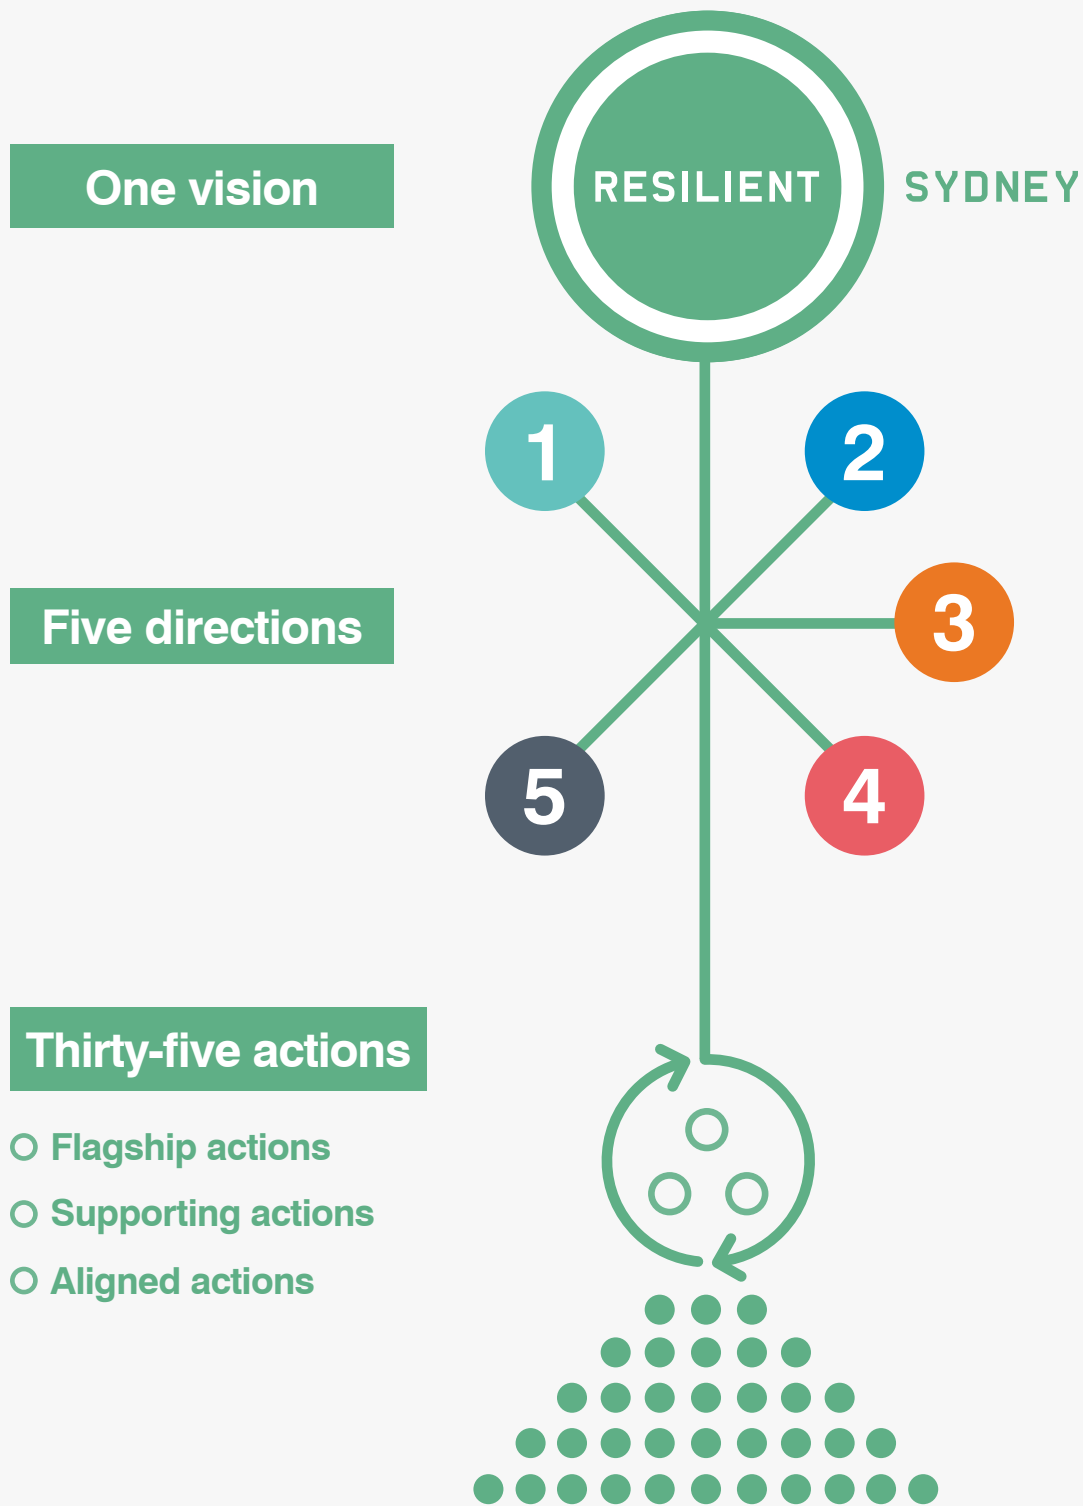 One vision
RESILIENT SYDNEY
1
2
Five directions
3
5
4
Thirty-five actions
Flagship actions
Supporting actions
Aligned actions